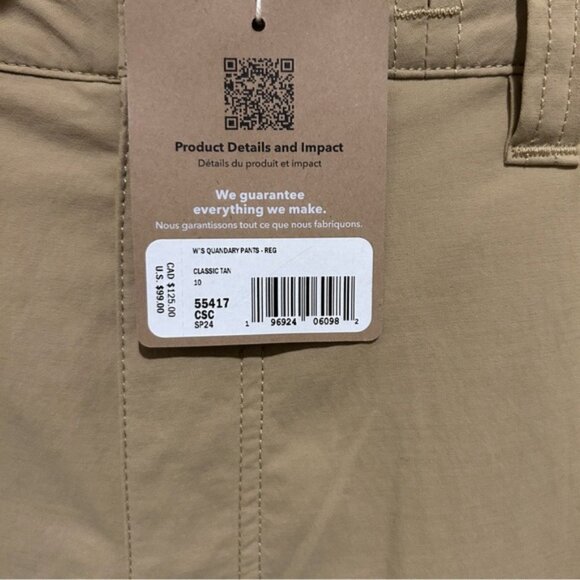 Product Details and Impact
Détails du produit et impact
We guarantee
everything we make.
Nous garantissons tout ce que nous fabriquons.
W'S QUANDARY PANTS - REG
CLASSIC TAN
10
55417
CSC
SP24
CAD $125.00
U.S. $99.00
1 96924 06098 2